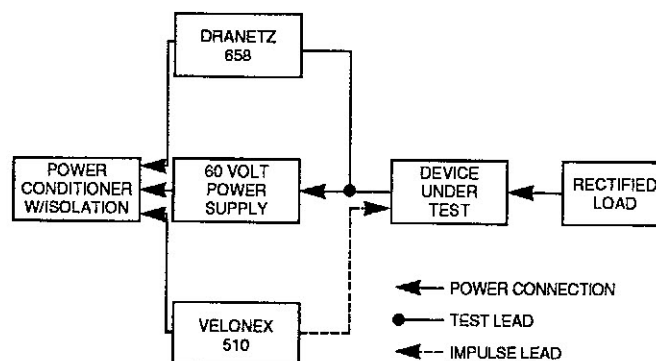 DRANETZ
658
POWER
CONDITIONER
W/ISOLATION
60 VOLT
POWER
SUPPLY
DEVICE
UNDER
TEST
RECTIFIED
LOAD
VELONEX
510
POWER CONNECTION
TEST LEAD
IMPULSE LEAD